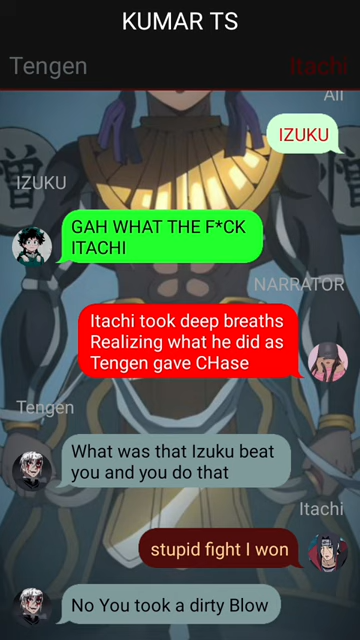 KUMAR TS
Tengen
Itachi
All
IZUKU
IZUKU
GAH WHAT THE F*CK
ITACHI
NARRATOR
Itachi took deep breaths
Realizing what he did as
Tengen gave CHase
Tengen
What was that Izuku beat
you and you do that
Itachi
stupid fight I won
No You took a dirty Blow